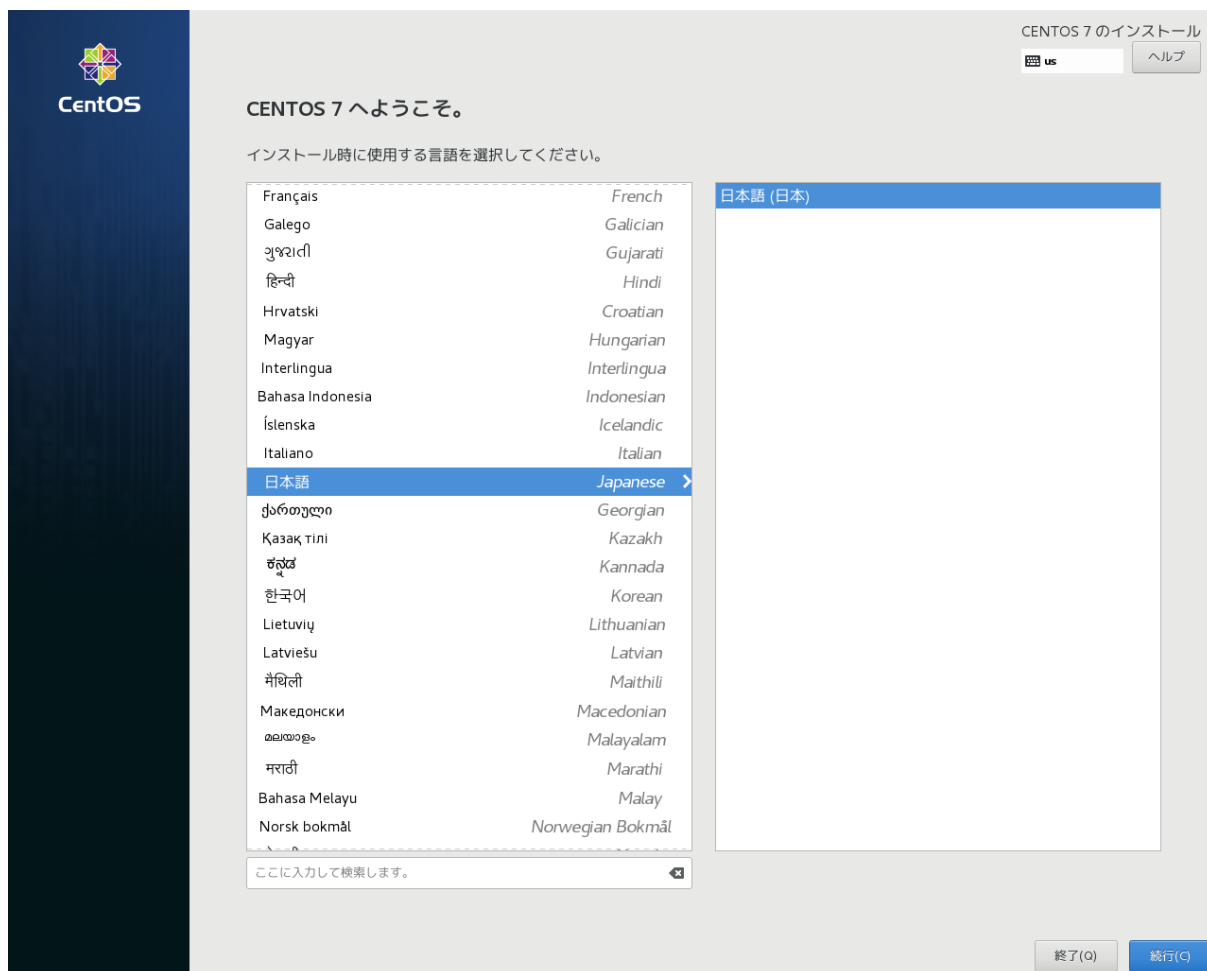 CENTOS 7 のインストール
us
ヘルプ
CentOS
CENTOS 7 へようこそ。
インストール時に使用する言語を選択してください。
Français French
Galego Galician
ગુજરાતી Gujarati
हिन्दी Hindi
Hrvatski Croatian
Magyar Hungarian
Interlingua Interlingua
Bahasa Indonesia Indonesian
Íslenska Icelandic
Italiano Italian
日本語 Japanese
ქართული Georgian
Қазақ тілі Kazakh
ಕನ್ನಡ Kannada
한국어 Korean
Lietuvių Lithuanian
Latviešu Latvian
मैथिली Maithili
Македонски Macedonian
മലയാളം Malayalam
मराठी Marathi
Bahasa Melayu Malay
Norsk bokmål Norwegian Bokmål
日本語 (日本)
ここに入力して検索します。
終了(Q)
続行(C)